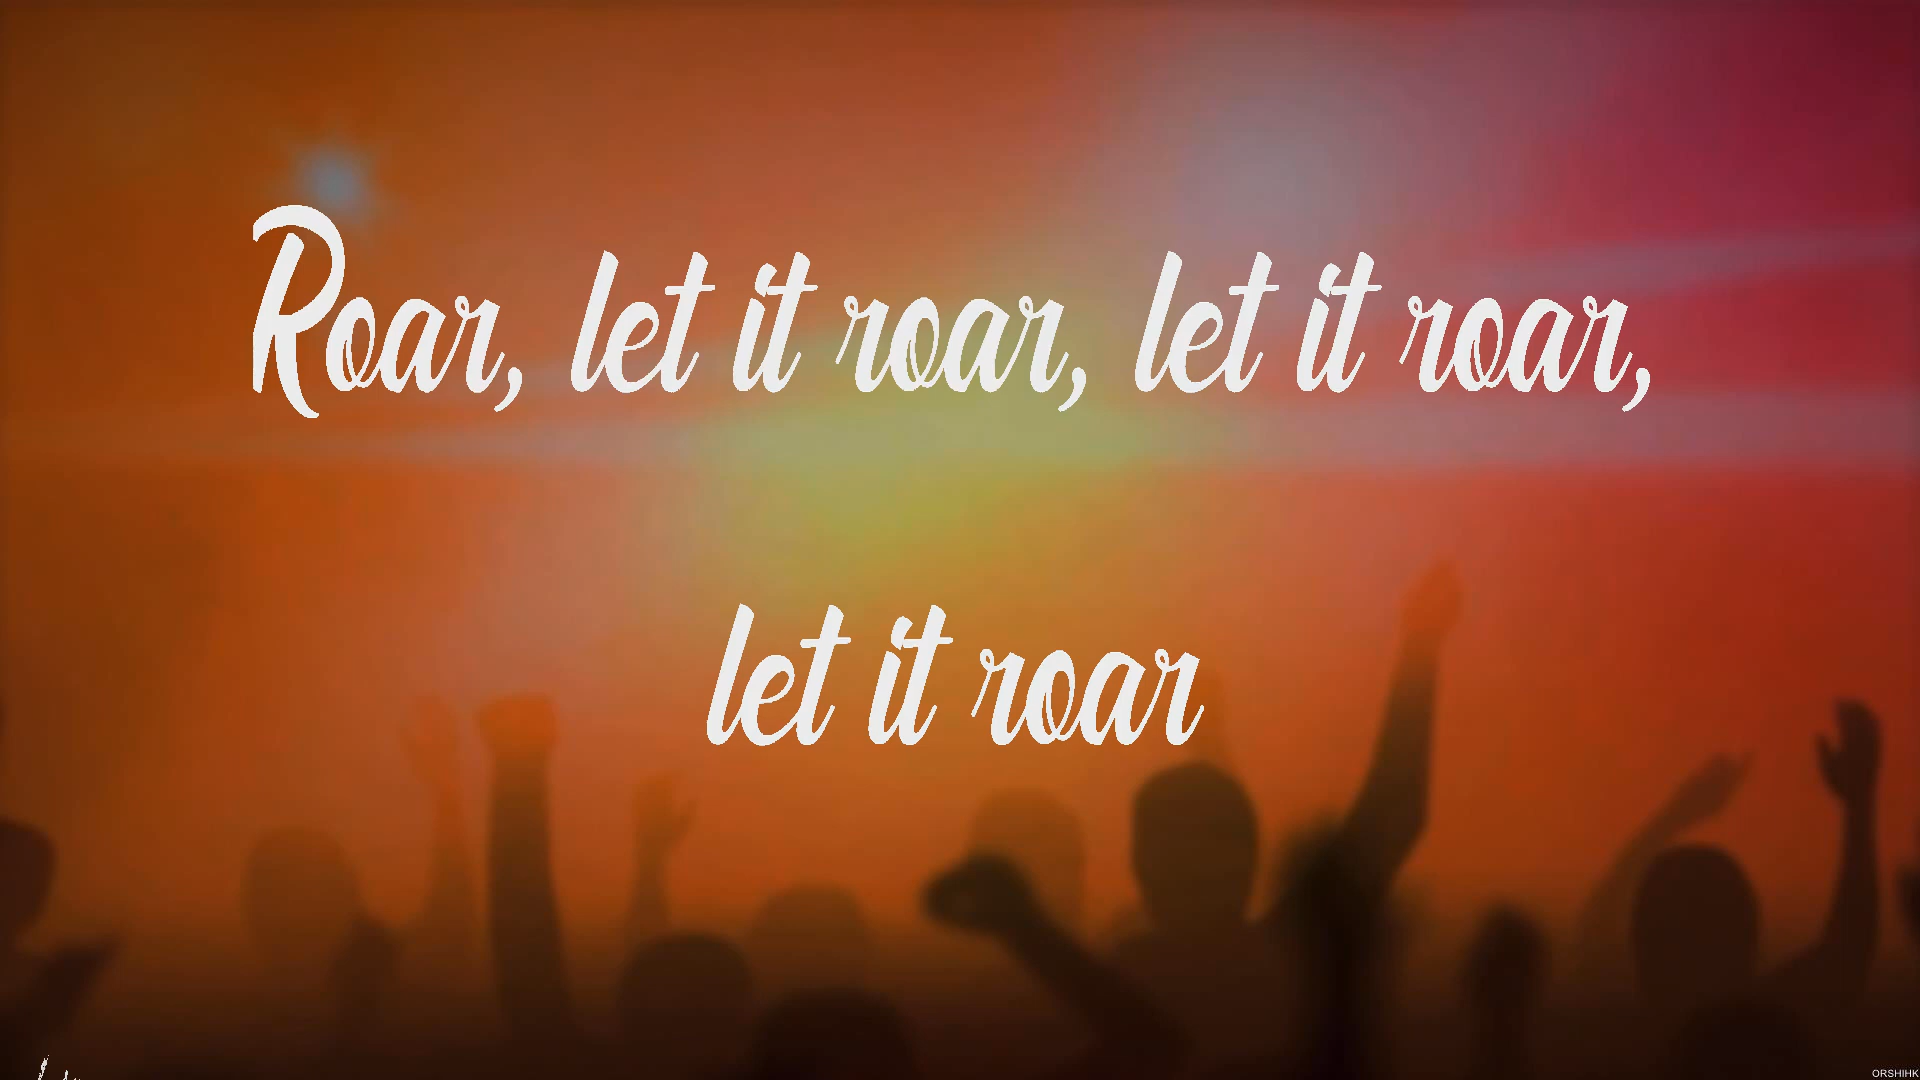 Roar, let it roar, let it roar,
let it roar
ORSHIHK